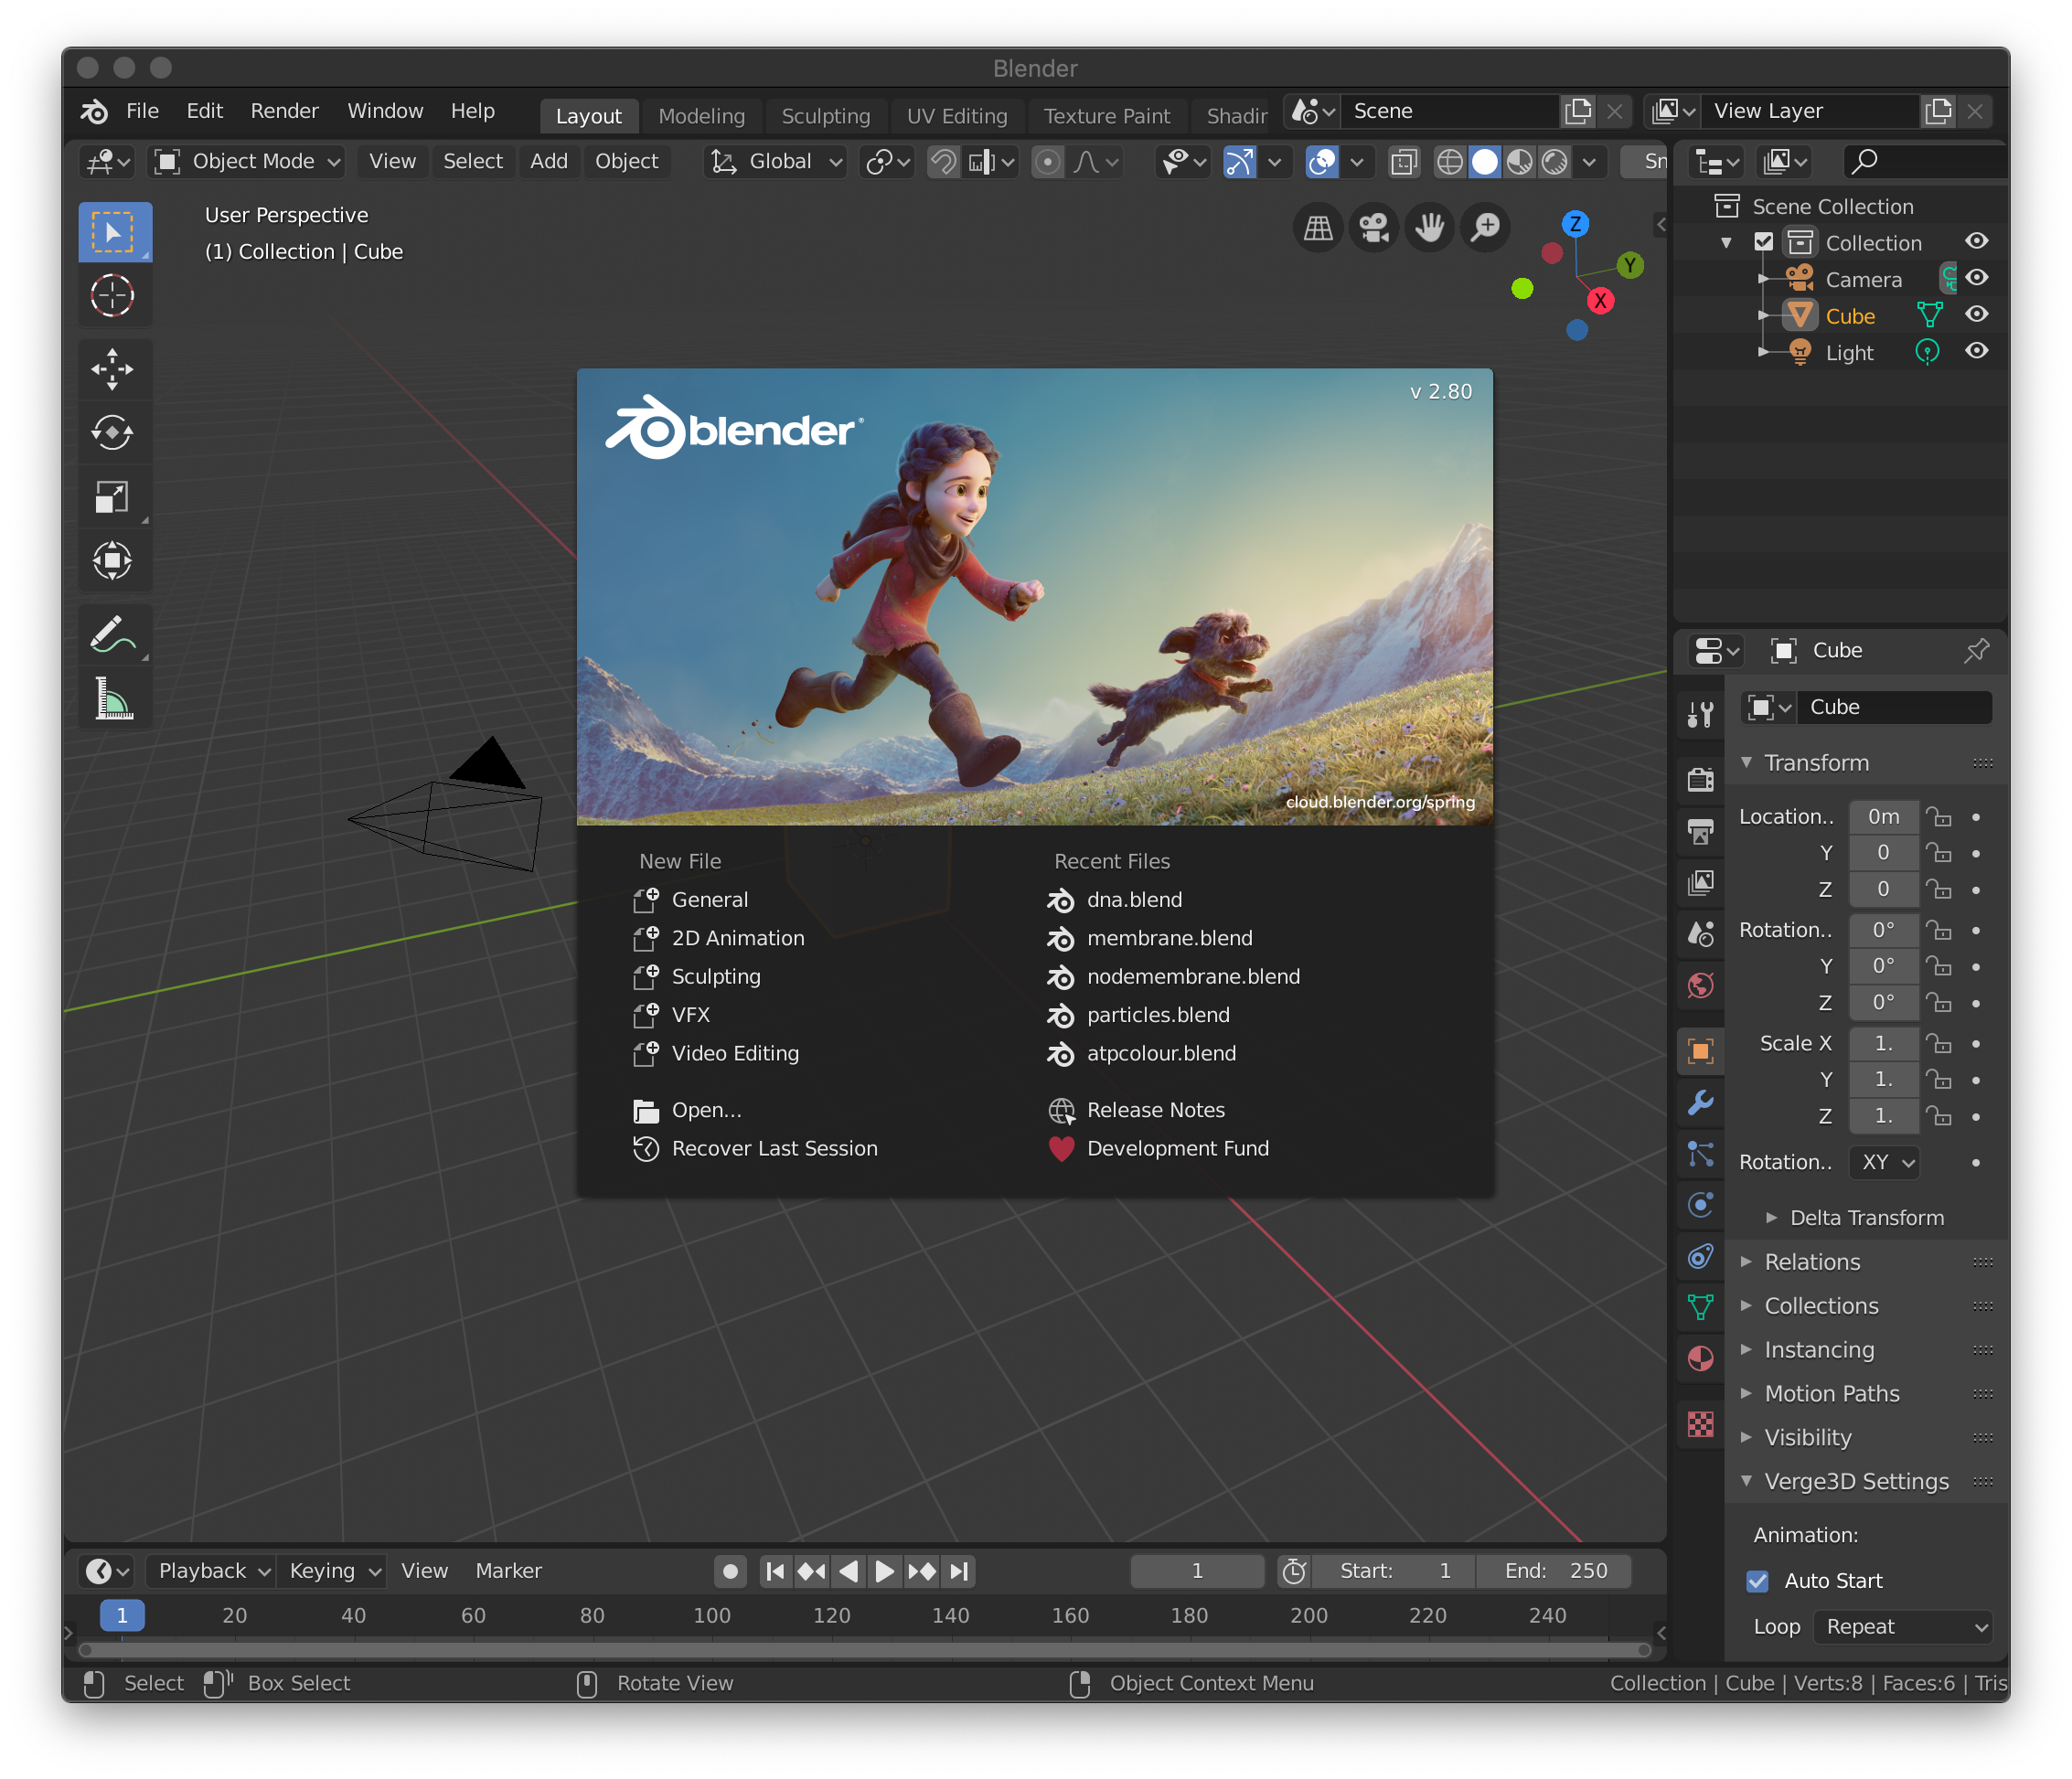 Blender
File Edit Render Window Help Layout Modeling Sculpting UV Editing Texture Paint Shadir Scene View Layer
Object Mode View Select Add Object Global Sn
User Perspective
(1) Collection | Cube
Z
Y
X
Scene Collection
Collection
Camera
Cube
Light
blender
v 2.80
cloud.blender.org/spring
New File
General
2D Animation
Sculpting
VFX
Video Editing
Open...
Recover Last Session
Recent Files
dna.blend
membrane.blend
nodemembrane.blend
particles.blend
atpcolour.blend
Release Notes
Development Fund
Cube
Cube
Transform
Location.. 0m
Y 0
Z 0
Rotation.. 0°
Y 0°
Z 0°
Scale X 1.
Y 1.
Z 1.
Rotation.. XY
Delta Transform
Relations
Collections
Instancing
Motion Paths
Visibility
Verge3D Settings
Animation:
Auto Start
Loop Repeat
Playback Keying View Marker 1 Start: 1 End: 250
1 20 40 60 80 100 120 140 160 180 200 220 240
Select Box Select Rotate View Object Context Menu Collection | Cube | Verts:8 | Faces:6 | Tris